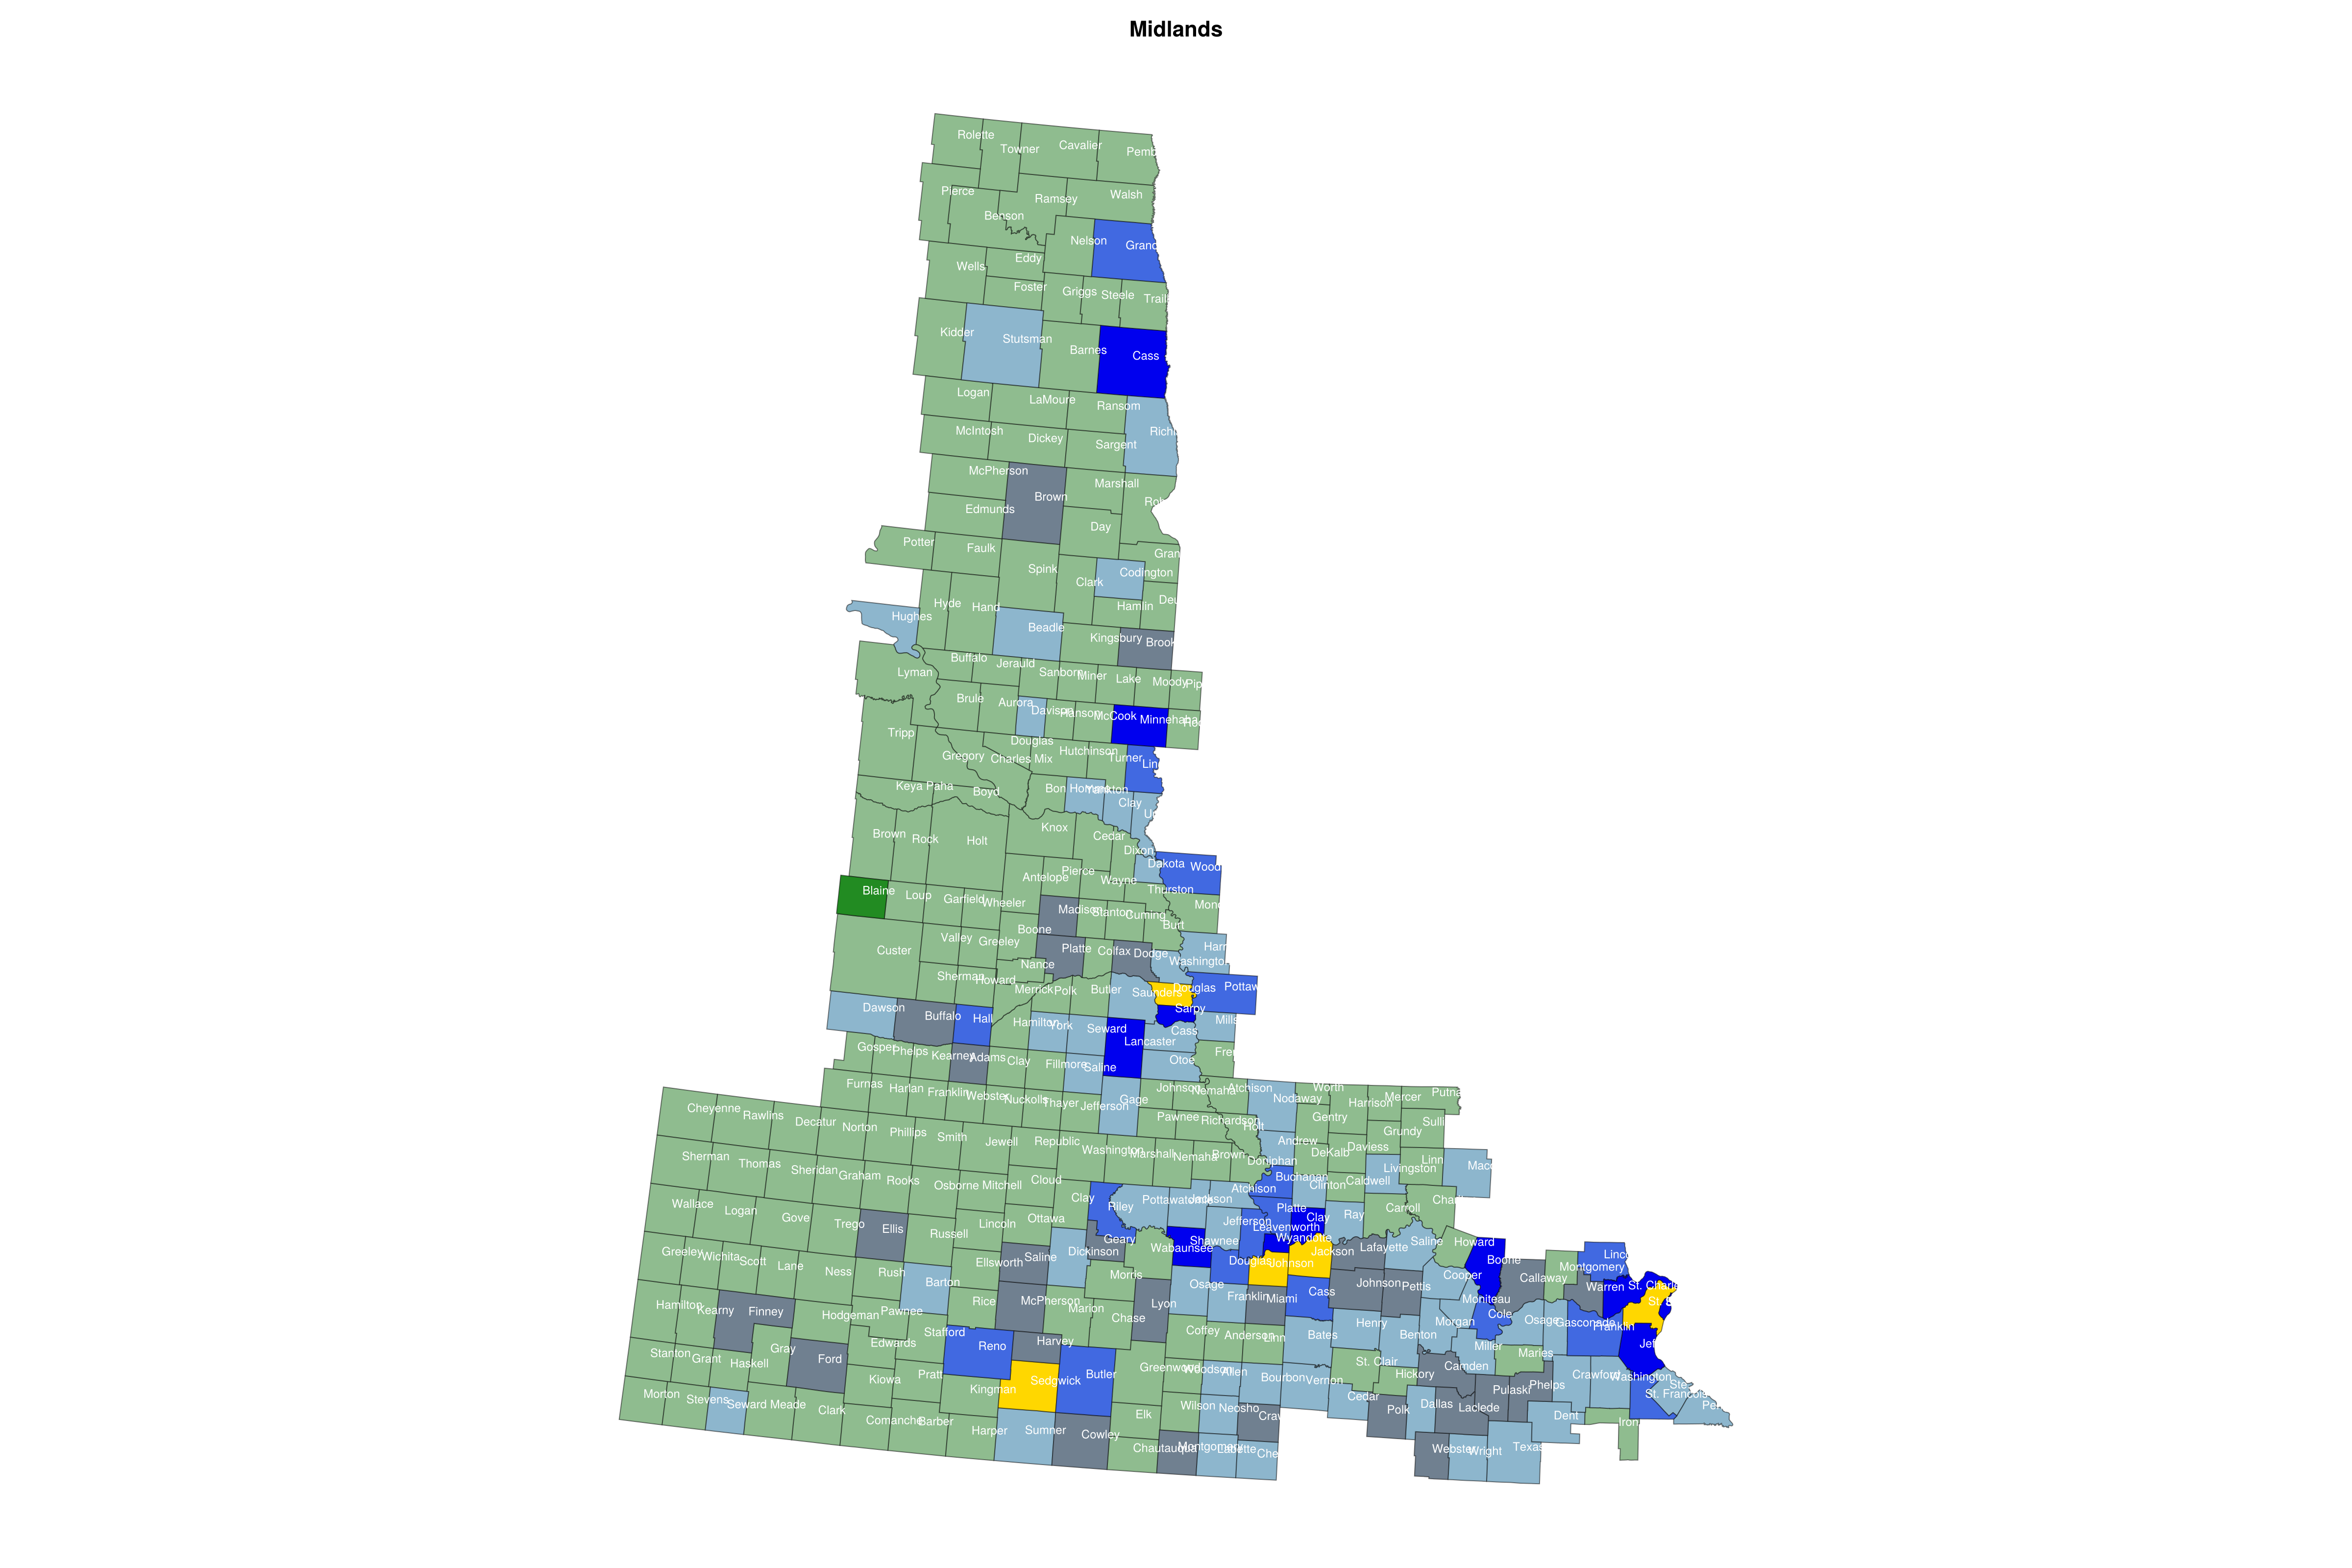 Midlands
Rolette
Towner
Cavalier
Pemb
Pierce
Benson
Ramsey
Walsh
Nelson
Grand
Wells
Eddy
Foster
Griggs
Steele
Trail
Kidder
Stutsman
Barnes
Cass
Logan
LaMoure
Ransom
Richl
McIntosh
Dickey
Sargent
McPherson
Brown
Marshall
Edmunds
Day
Potter
Faulk
Spink
Clark
Codington
Gran
Hughes
Hyde
Hand
Beadle
Hamlin
Deu
Kingsbury
Brook
Buffalo
Jerauld
Sanborn
Miner
Lake
Moody
Pip
Lyman
Brule
Aurora
Davison
Hanson
McCook
Minnehaha
Tripp
Gregory
Douglas
Charles Mix
Hutchinson
Turner
Linc
Keya Paha
Boyd
Bon Homme
Yankton
Clay
Brown
Rock
Holt
Knox
Cedar
Dixon
Dakota
Wood
Blaine
Loup
Garfield
Wheeler
Antelope
Pierce
Wayne
Thurston
Madison
Stanton
Cuming
Burt
Mono
Custer
Valley
Greeley
Boone
Platte
Colfax
Dodge
Washington
Harr
Sherman
Howard
Nance
Merrick
Polk
Butler
Saunders
Douglas
Pottaw
Sarpy
Dawson
Buffalo
Hall
Hamilton
York
Seward
Lancaster
Cass
Mills
Gosper
Phelps
Kearney
Adams
Clay
Fillmore
Saline
Otoe
Frem
Furnas
Harlan
Franklin
Webster
Nuckolls
Thayer
Jefferson
Gage
Johnson
Nemaha
Pawnee
Richardson
Atchison
Nodaway
Worth
Harrison
Mercer
Putna
Holt
Gentry
Grundy
Sulli
Cheyenne
Rawlins
Decatur
Norton
Phillips
Smith
Jewell
Republic
Washington
Marshall
Nemaha
Brown
Doniphan
Andrew
DeKalb
Daviess
Livingston
Linn
Maco
Sherman
Thomas
Sheridan
Graham
Rooks
Osborne
Mitchell
Cloud
Clay
Riley
Pottawatomie
Jackson
Atchison
Buchanan
Clinton
Caldwell
Carroll
Chari
Wallace
Logan
Gove
Trego
Ellis
Russell
Lincoln
Ottawa
Geary
Wabaunsee
Shawnee
Jefferson
Leavenworth
Platte
Clay
Ray
Wyandotte
Jackson
Lafayette
Saline
Howard
Boone
Greeley
Wichita
Scott
Lane
Ness
Rush
Barton
Ellsworth
Saline
Dickinson
Morris
Osage
Douglas
Johnson
Cass
Johnson
Pettis
Cooper
Moniteau
Callaway
Montgomery
Linco
Warren
St. Charle
Hamilton
Kearny
Finney
Hodgeman
Pawnee
Rice
McPherson
Marion
Chase
Lyon
Franklin
Miami
Henry
Benton
Morgan
Cole
Osage
Gasconade
Franklin
Jeff
Stanton
Grant
Haskell
Gray
Ford
Edwards
Stafford
Reno
Harvey
Butler
Coffey
Anderson
Linn
Bates
St. Clair
Hickory
Camden
Miller
Maries
Crawford
Washington
St. Francois
Ste
Morton
Stevens
Seward
Meade
Clark
Kiowa
Pratt
Kingman
Sedgwick
Greenwood
Woodson
Allen
Bourbon
Vernon
Cedar
Polk
Dallas
Laclede
Pulaski
Phelps
Dent
Iron
Per
Comanche
Barber
Harper
Sumner
Cowley
Elk
Chautauqua
Wilson
Neosho
Craw
Montgomery
Labette
Che
Webster
Wright
Texas